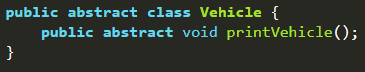 public abstract class Vehicle {
    public abstract void printVehicle();
}